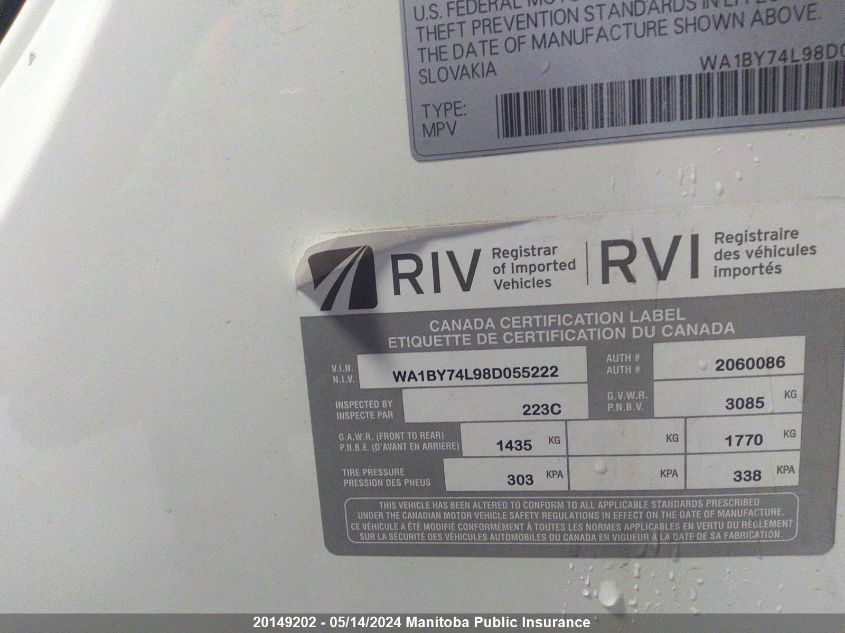 U.S. FEDERAL MOTOR
THEFT PREVENTION STANDARDS IN EFFEC
THE DATE OF MANUFACTURE SHOWN ABOVE.
SLOVAKIA WA1BY74L98D0
TYPE:
MPV
RIV Registrar of Imported Vehicles | RVI Registraire des véhicules importés
CANADA CERTIFICATION LABEL
ETIQUETTE DE CERTIFICATION DU CANADA
V.I.N. N.I.V. WA1BY74L98D055222 AUTH # AUTH # 2060086
INSPECTED BY INSPECTE PAR 223C G.V.W.R. P.N.B.V. 3085 KG
G.A.W.R. (FRONT TO REAR) P.N.B.E. (D'AVANT EN ARRIERE) 1435 KG KG 1770 KG
TIRE PRESSURE PRESSION DES PNEUS 303 KPA KPA 338 KPA
THIS VEHICLE HAS BEEN ALTERED TO CONFORM TO ALL APPLICABLE STANDARDS PRESCRIBED
UNDER THE CANADIAN MOTOR VEHICLE SAFETY REGULATIONS IN EFFECT ON THE DATE OF MANUFACTURE.
CE VÉHICULE A ÉTÉ MODIFIÉ CONFORMÉMENT À TOUTES LES NORMES APPLICABLES EN VERTU DU RÈGLEMENT
SUR LA SÉCURITÉ DES VÉHICULES AUTOMOBILES DU CANADA EN VIGUEUR À LA DATE DE SA FABRICATION.
20149202 - 05/14/2024 Manitoba Public Insurance